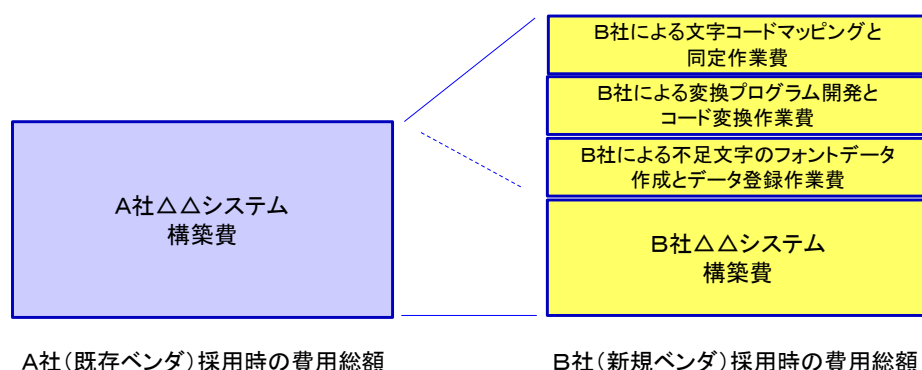 B社による文字コードマッピングと
同定作業費
B社による変換プログラム開発と
コード変換作業費
B社による不足文字のフォントデータ
作成とデータ登録作業費
A社△△システム
構築費
B社△△システム
構築費
A社(既存ベンダ)採用時の費用総額
B社(新規ベンダ)採用時の費用総額